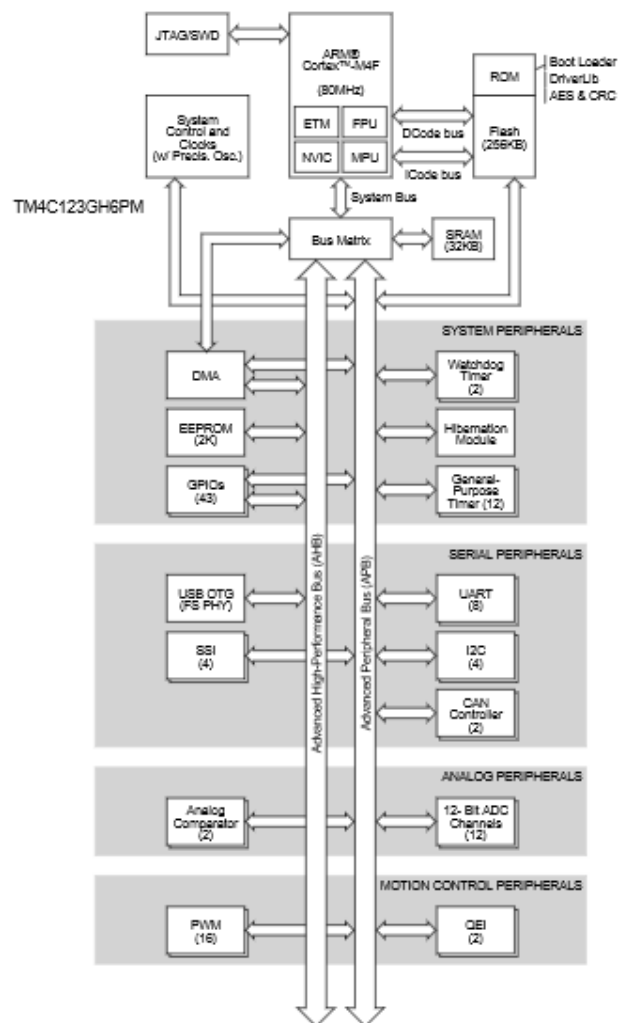 JTAG/SWD
ARM®
Cortex™-M4F
(80MHz)
ETM
FPU
NVIC
MPU
System
Control and
Clocks
(w/ Precis. Osc.)
ROM
Flash
(256KB)
Boot Loader
DriverLib
AES & CRC
DCode bus
ICode bus
TM4C123GH6PM
System Bus
Bus Matrix
SRAM
(32KB)
SYSTEM PERIPHERALS
DMA
Watchdog
Timer
(2)
EEPROM
(2K)
Hibernation
Module
GPIOs
(43)
General-
Purpose
Timer (12)
Advanced High-Performance Bus (AHB)
Advanced Peripheral Bus (APB)
SERIAL PERIPHERALS
USB OTG
(FS PHY)
UART
(8)
SSI
(4)
I2C
(4)
CAN
Controller
(2)
ANALOG PERIPHERALS
Analog
Comparator
(2)
12- Bit ADC
Channels
(12)
MOTION CONTROL PERIPHERALS
PWM
(16)
QEI
(2)